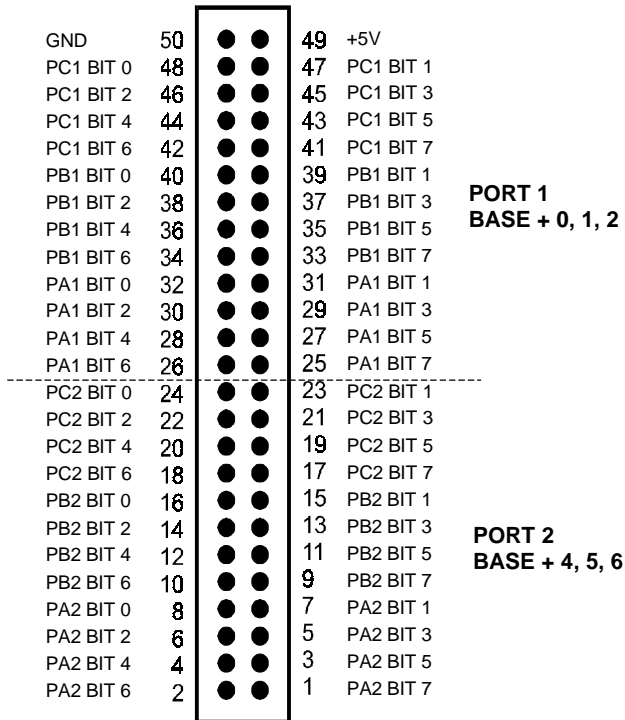 GND 50 49 +5V
PC1 BIT 0 48 47 PC1 BIT 1
PC1 BIT 2 46 45 PC1 BIT 3
PC1 BIT 4 44 43 PC1 BIT 5
PC1 BIT 6 42 41 PC1 BIT 7
PB1 BIT 0 40 39 PB1 BIT 1
PB1 BIT 2 38 37 PB1 BIT 3
PB1 BIT 4 36 35 PB1 BIT 5
PB1 BIT 6 34 33 PB1 BIT 7
PA1 BIT 0 32 31 PA1 BIT 1
PA1 BIT 2 30 29 PA1 BIT 3
PA1 BIT 4 28 27 PA1 BIT 5
PA1 BIT 6 26 25 PA1 BIT 7
PORT 1
BASE + 0, 1, 2
PC2 BIT 0 24 23 PC2 BIT 1
PC2 BIT 2 22 21 PC2 BIT 3
PC2 BIT 4 20 19 PC2 BIT 5
PC2 BIT 6 18 17 PC2 BIT 7
PB2 BIT 0 16 15 PB2 BIT 1
PB2 BIT 2 14 13 PB2 BIT 3
PB2 BIT 4 12 11 PB2 BIT 5
PB2 BIT 6 10 9 PB2 BIT 7
PA2 BIT 0 8 7 PA2 BIT 1
PA2 BIT 2 6 5 PA2 BIT 3
PA2 BIT 4 4 3 PA2 BIT 5
PA2 BIT 6 2 1 PA2 BIT 7
PORT 2
BASE + 4, 5, 6